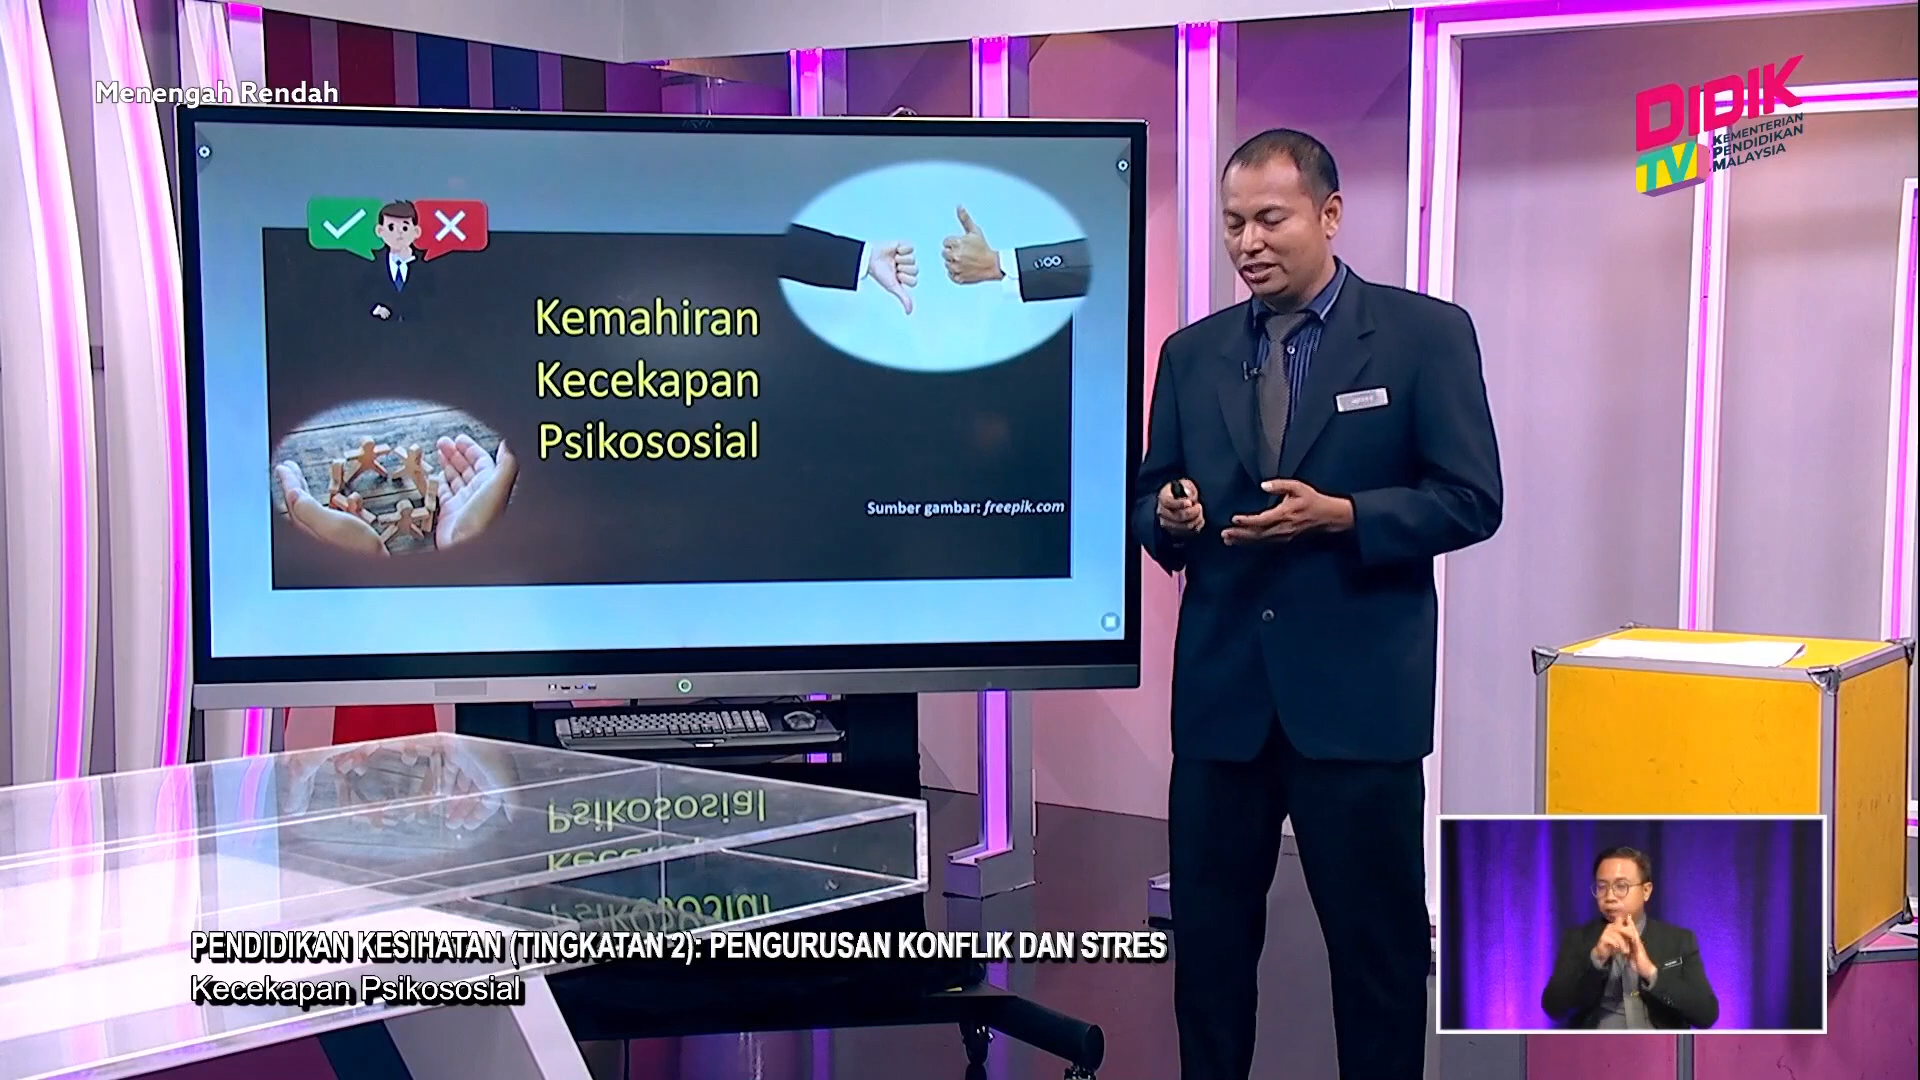 Menengah Rendah
DIDIK
TV
KEMENTERIAN
PENDIDIKAN
MALAYSIA
Kemahiran
Kecekapan
Psikososial
Sumber gambar: freepik.com
PENDIDIKAN KESIHATAN (TINGKATAN 2): PENGURUSAN KONFLIK DAN STRES
Kecekapan Psikososial